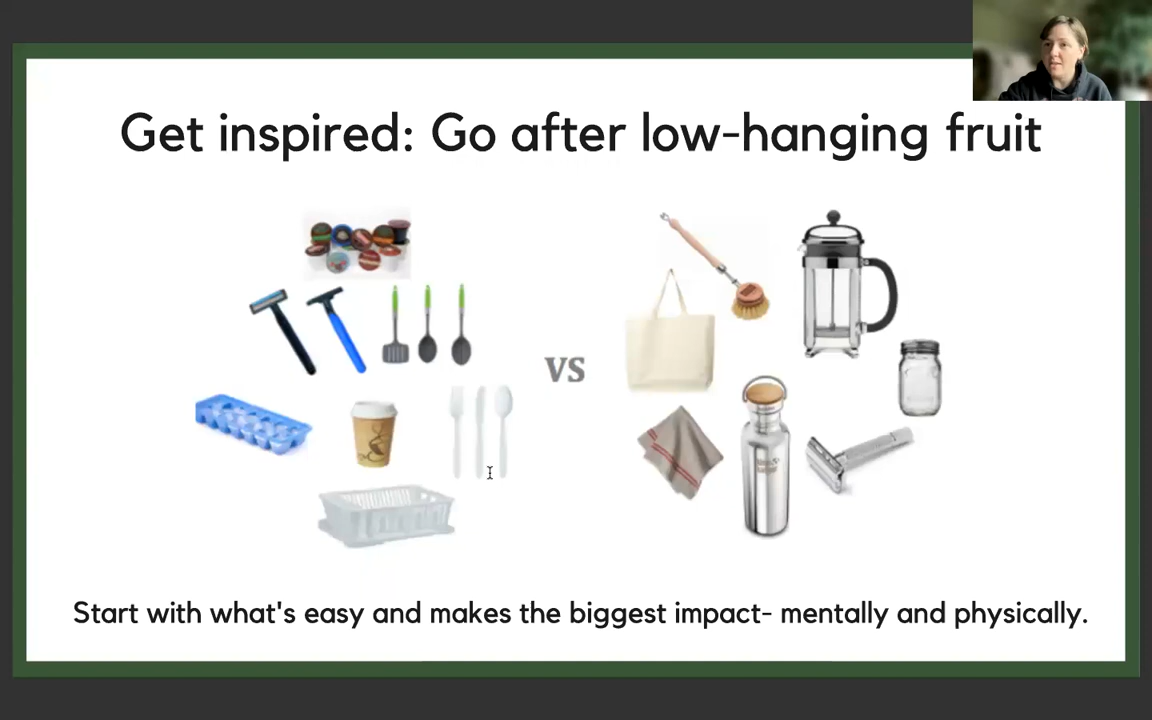 Get inspired: Go after low-hanging fruit
VS
Start with what's easy and makes the biggest impact- mentally and physically.